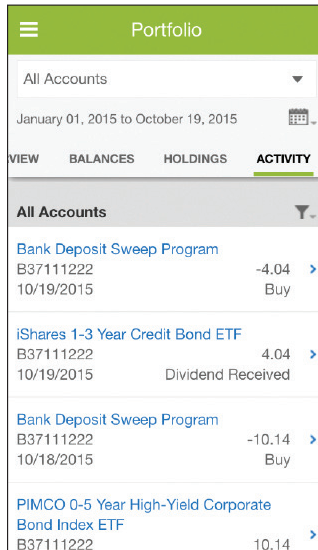 Portfolio
All Accounts
January 01, 2015 to October 19, 2015
VIEW BALANCES HOLDINGS ACTIVITY
All Accounts
Bank Deposit Sweep Program
B37111222 -4.04
10/19/2015 Buy
iShares 1-3 Year Credit Bond ETF
B37111222 4.04
10/19/2015 Dividend Received
Bank Deposit Sweep Program
B37111222 -10.14
10/18/2015 Buy
PIMCO 0-5 Year High-Yield Corporate
Bond Index ETF
B37111222 10.14